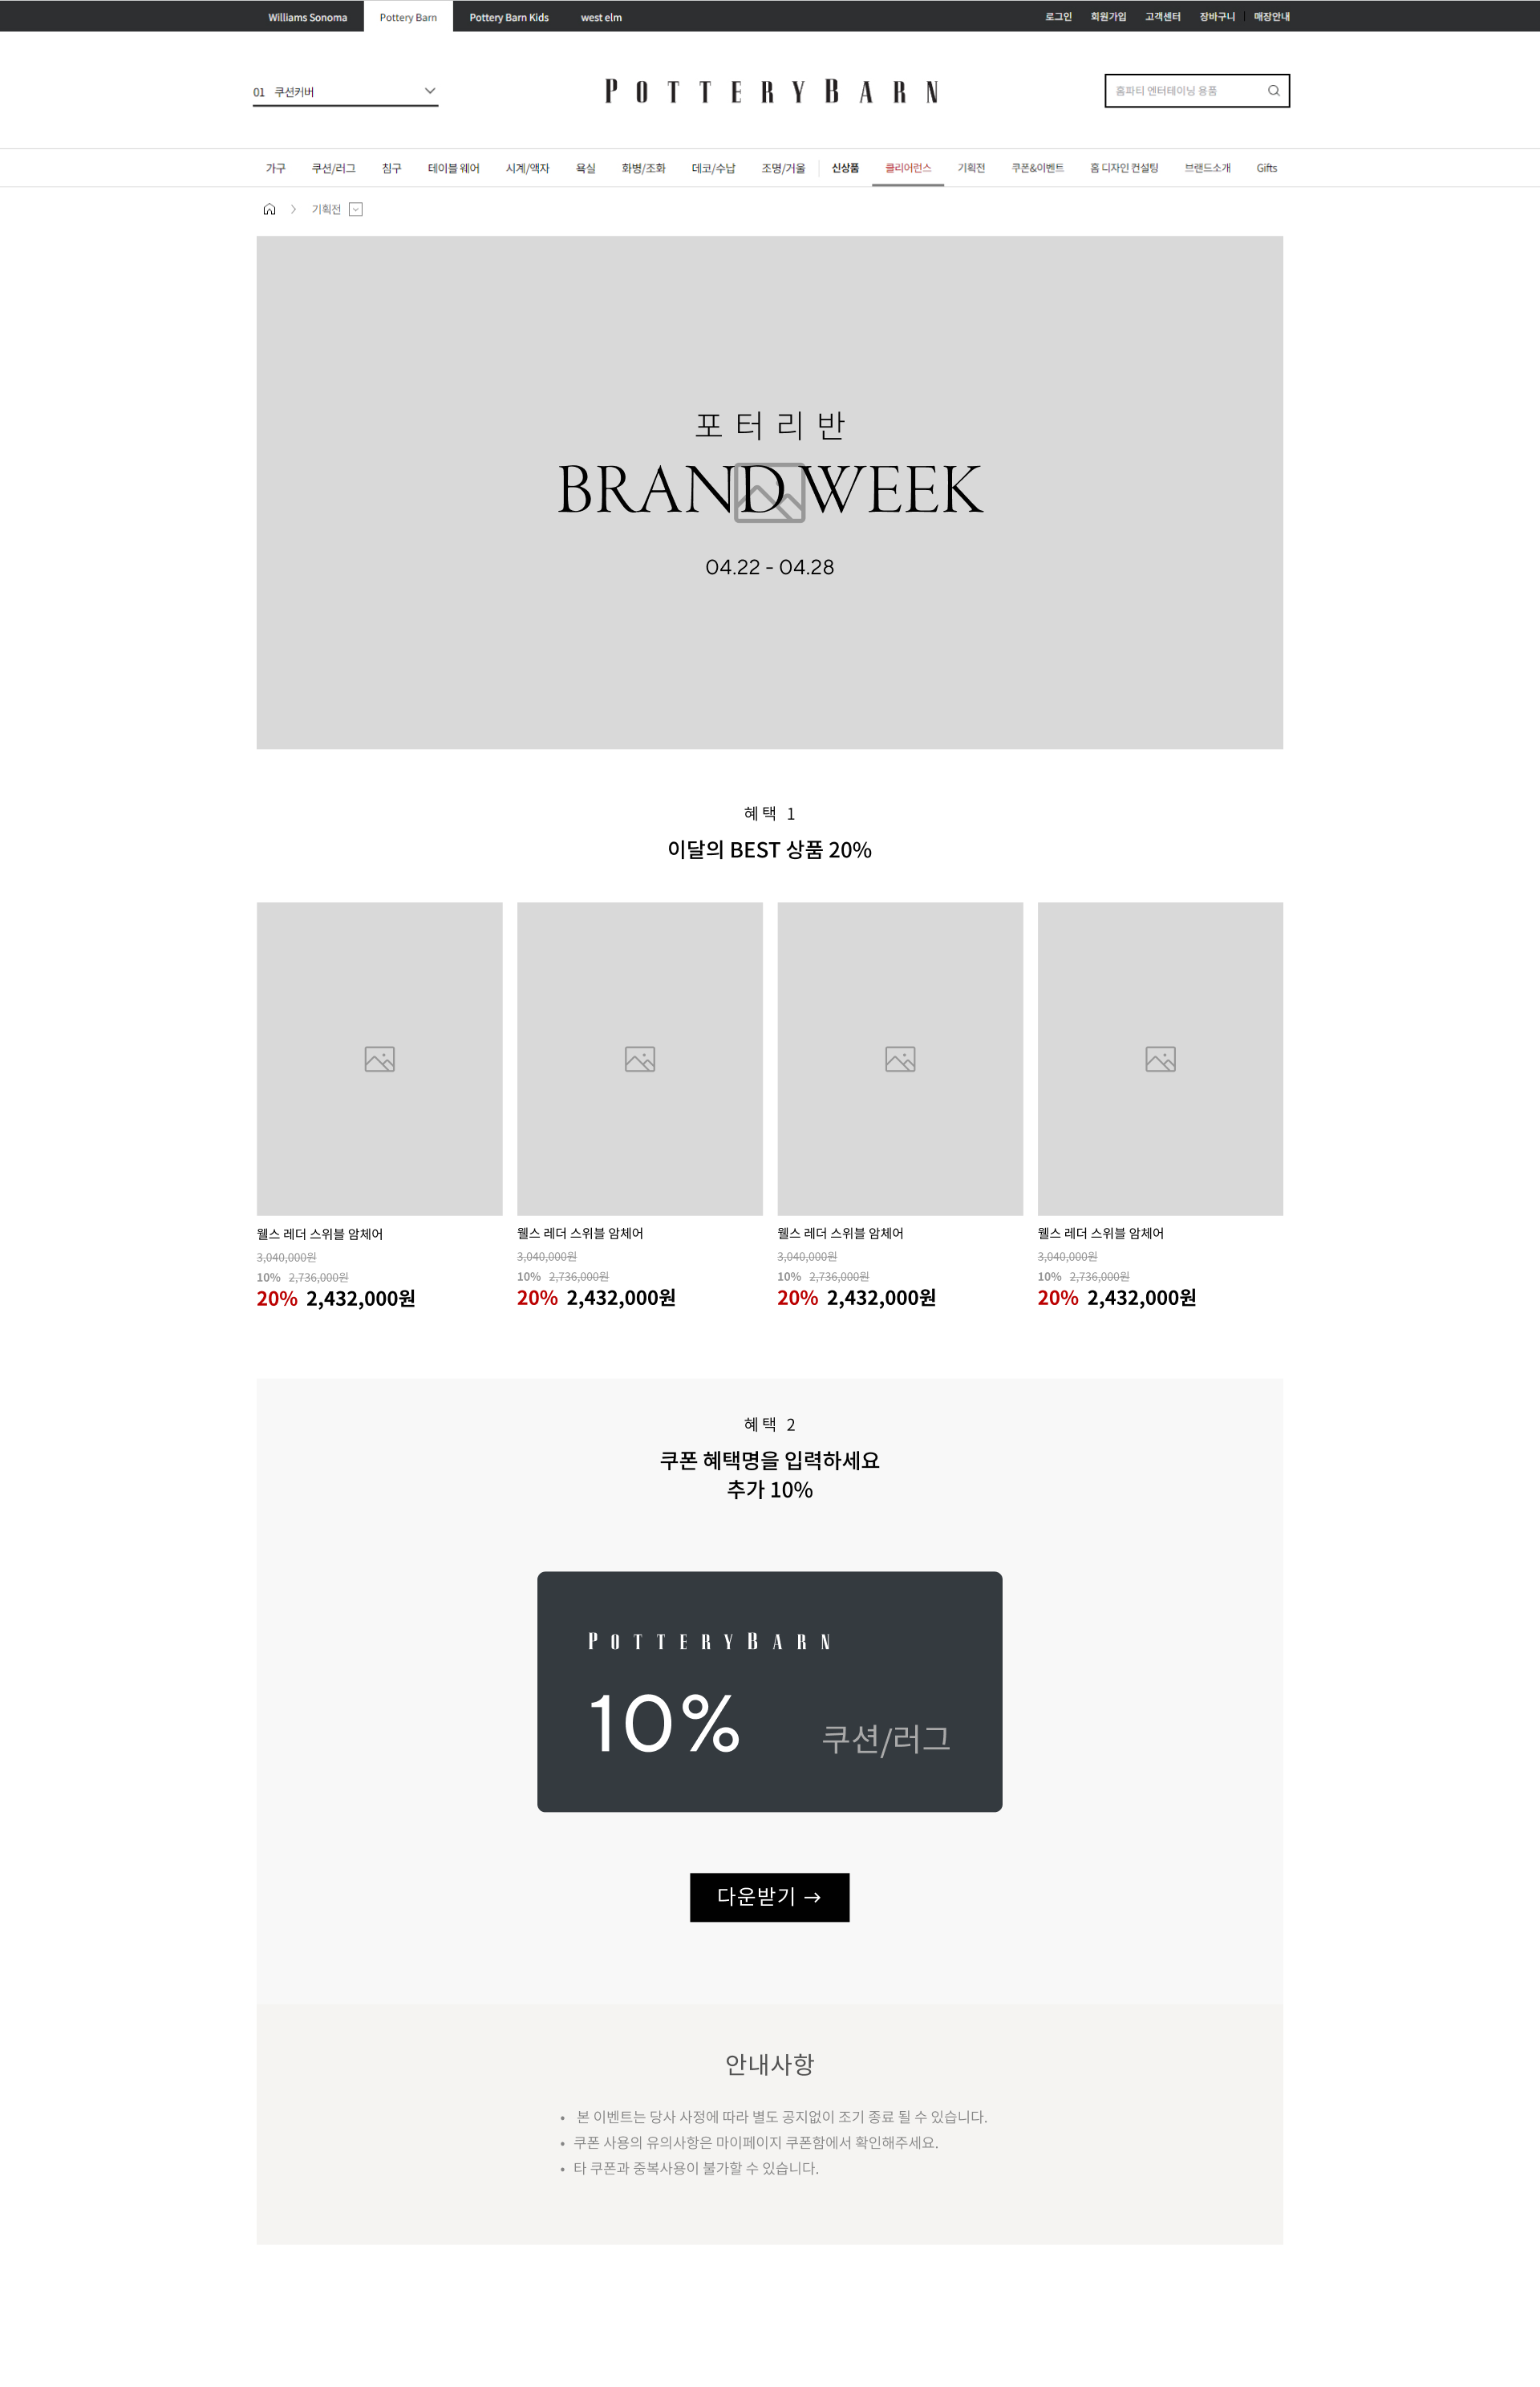 Williams Sonoma Pottery Barn Pottery Barn Kids west elm 로그인 회원가입 고객센터 장바구니 매장안내
01 쿠션커버 POTTERY BARN 홈파티 엔터테이닝 용품
가구 쿠션/러그 침구 테이블 웨어 시계/액자 욕실 화병/조화 데코/수납 조명/거울 신상품 클리어런스 기획전 쿠폰&이벤트 홈 디자인 컨설팅 브랜드소개 Gifts
기획전
포터리반
BRAND WEEK
04.22 - 04.28
혜택 1
이달의 BEST 상품 20%
웰스 레더 스위블 암체어 웰스 레더 스위블 암체어 웰스 레더 스위블 암체어 웰스 레더 스위블 암체어
3,040,000원 3,040,000원 3,040,000원 3,040,000원
10% 2,736,000원 10% 2,736,000원 10% 2,736,000원 10% 2,736,000원
20% 2,432,000원 20% 2,432,000원 20% 2,432,000원 20% 2,432,000원
혜택 2
쿠폰 혜택명을 입력하세요
추가 10%
POTTERY BARN
10% 쿠션/러그
다운받기 →
안내사항
• 본 이벤트는 당사 사정에 따라 별도 공지없이 조기 종료 될 수 있습니다.
• 쿠폰 사용의 유의사항은 마이페이지 쿠폰함에서 확인해주세요.
• 타 쿠폰과 중복사용이 불가할 수 있습니다.